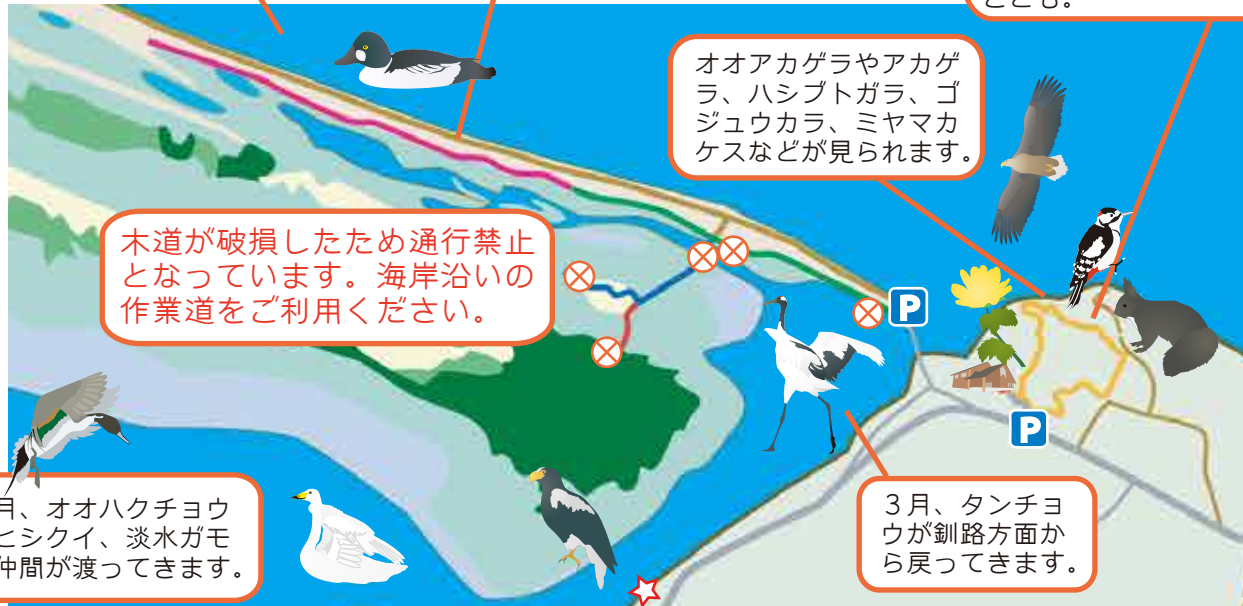 オオアカゲラやアカゲ
ラ、ハシブトガラ、ゴ
ジュウカラ、ミヤマカ
ケスなどが見られます。
木道が破損したため通行禁止
となっています。海岸沿いの
作業道をご利用ください。
P
P
月、オオハクチョウ
ヒシクイ、淡水ガモ
仲間が渡ってきます。
３月、タンチョ
ウが釧路方面か
ら戻ってきます。